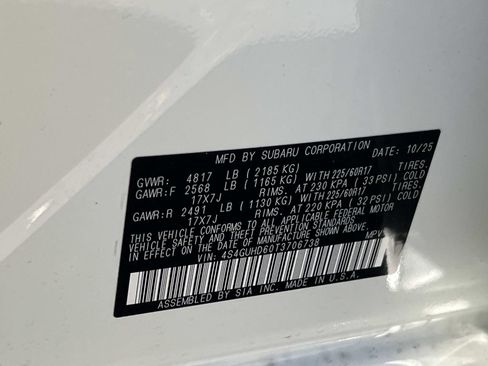 MFD BY SUBARU CORPORATION DATE: 10/25
GVWR: 4817 LB (2185 KG)
GAWR:F 2568 LB (1165 KG) WITH 225/60R17 TIRES.
17X7J RIMS. AT 230 KPA (33 PSI) COLD.
GAWR:R 2491 LB (1130 KG) WITH 225/60R17 TIRES.
17X7J RIMS. AT 220 KPA (32 PSI) COLD.
THIS VEHICLE CONFORMS TO ALL APPLICABLE FEDERAL MOTOR
VEHICLE SAFETY AND BUMPER STANDARDS
IN EFFECT ON THE DATE OF MANUFACTURE SHOWN ABOVE.
VIN: 4S4GUHD60T3706738 MPV
ASSEMBLED BY SIA INC. MADE IN U.S.A.